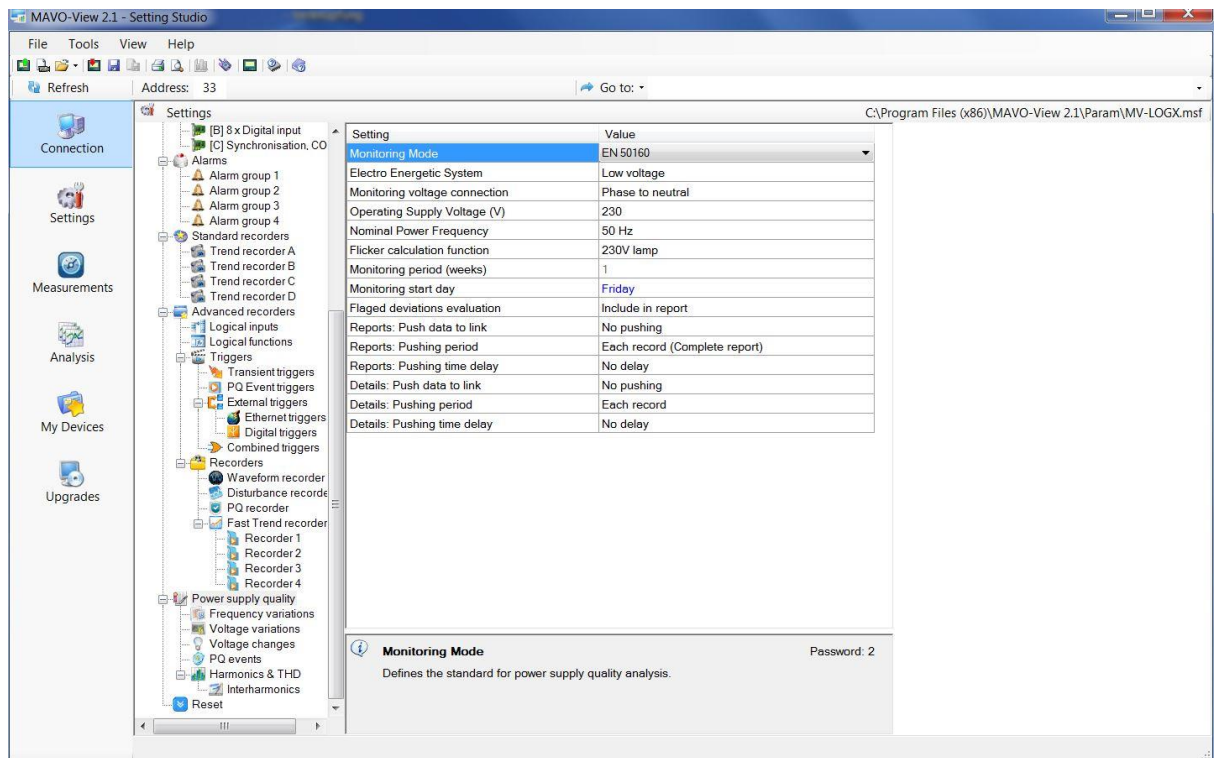 MAVO-View 2.1 - Setting Studio
File Tools View Help
Refresh
Address: 33
Go to:
Connection
Settings
Measurements
Analysis
My Devices
Upgrades
Settings
C:\Program Files (x86)\MAVO-View 2.1\Param\MV-LOGX.msf
[B] 8 x Digital input
[C] Synchronisation, CO
Alarms
Alarm group 1
Alarm group 2
Alarm group 3
Alarm group 4
Standard recorders
Trend recorder A
Trend recorder B
Trend recorder C
Trend recorder D
Advanced recorders
Logical inputs
Logical functions
Triggers
Transient triggers
PQ Event triggers
External triggers
Ethernet triggers
Digital triggers
Combined triggers
Recorders
Waveform recorder
Disturbance recorde
PQ recorder
Fast Trend recorder
Recorder 1
Recorder 2
Recorder 3
Recorder 4
Power supply quality
Frequency variations
Voltage variations
Voltage changes
PQ events
Harmonics & THD
Interharmonics
Reset
Setting Value
Monitoring Mode EN 50160
Electro Energetic System Low voltage
Monitoring voltage connection Phase to neutral
Operating Supply Voltage (V) 230
Nominal Power Frequency 50 Hz
Flicker calculation function 230V lamp
Monitoring period (weeks) 1
Monitoring start day Friday
Flaged deviations evaluation Include in report
Reports: Push data to link No pushing
Reports: Pushing period Each record (Complete report)
Reports: Pushing time delay No delay
Details: Push data to link No pushing
Details: Pushing period Each record
Details: Pushing time delay No delay
Monitoring Mode Password: 2
Defines the standard for power supply quality analysis.